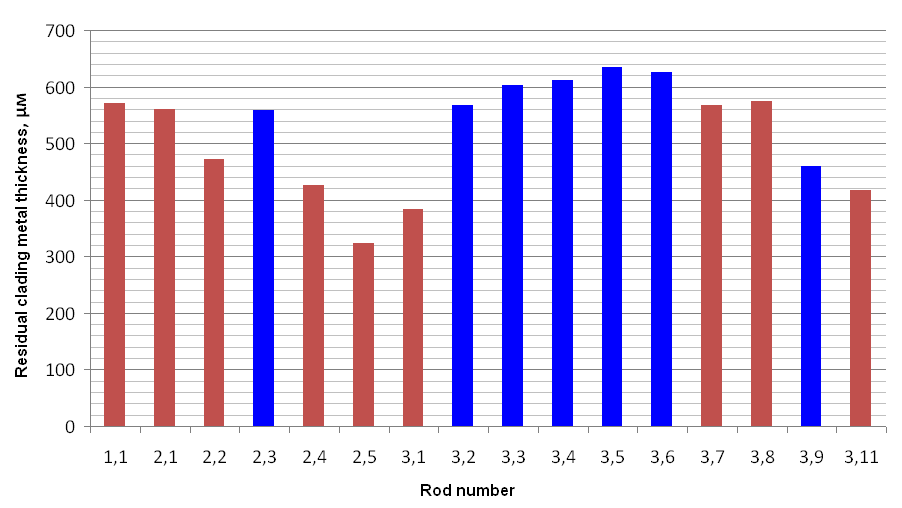 700
600
500
400
300
200
100
0
Residual clading metal thickness, µм
1,1 2,1 2,2 2,3 2,4 2,5 3,1 3,2 3,3 3,4 3,5 3,6 3,7 3,8 3,9 3,11
Rod number